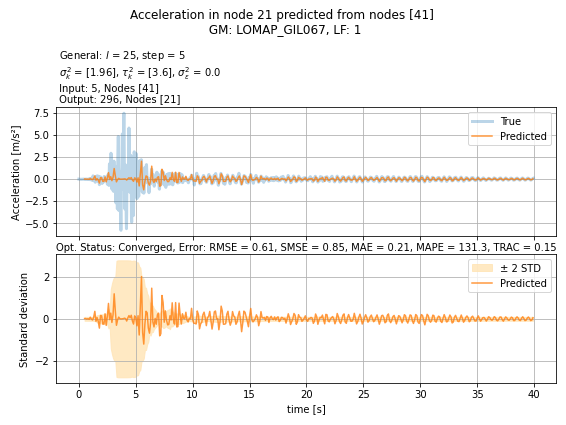 Acceleration in node 21 predicted from nodes [41]
GM: LOMAP_GIL067, LF: 1
General: l = 25, step = 5
σ²ₖ = [1.96], τ²ₖ = [3.6], σ²ε = 0.0
Input: 5, Nodes [41]
Output: 296, Nodes [21]
Acceleration [m/s²]
7.5
5.0
2.5
0.0
−2.5
−5.0
True
Predicted
Opt. Status: Converged, Error: RMSE = 0.61, SMSE = 0.85, MAE = 0.21, MAPE = 131.3, TRAC = 0.15
Standard deviation
2
0
−2
± 2 STD
Predicted
0 5 10 15 20 25 30 35 40
time [s]